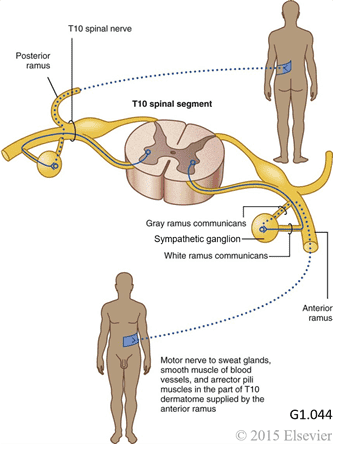 T10 spinal nerve
Posterior
ramus
T10 spinal segment
Gray ramus communicans
Sympathetic ganglion
White ramus communicans
Anterior
ramus
Motor nerve to sweat glands,
smooth muscle of blood
vessels, and arrector pili
muscles in the part of T10
dermatome supplied by the
anterior ramus
G1.044
© 2015 Elsevier